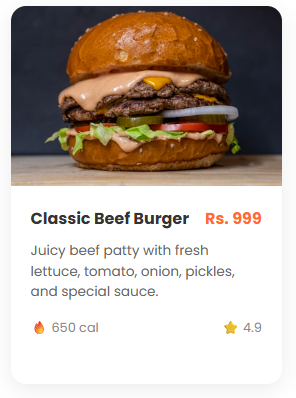 Classic Beef Burger Rs. 999
Juicy beef patty with fresh
lettuce, tomato, onion, pickles,
and special sauce.
650 cal 4.9